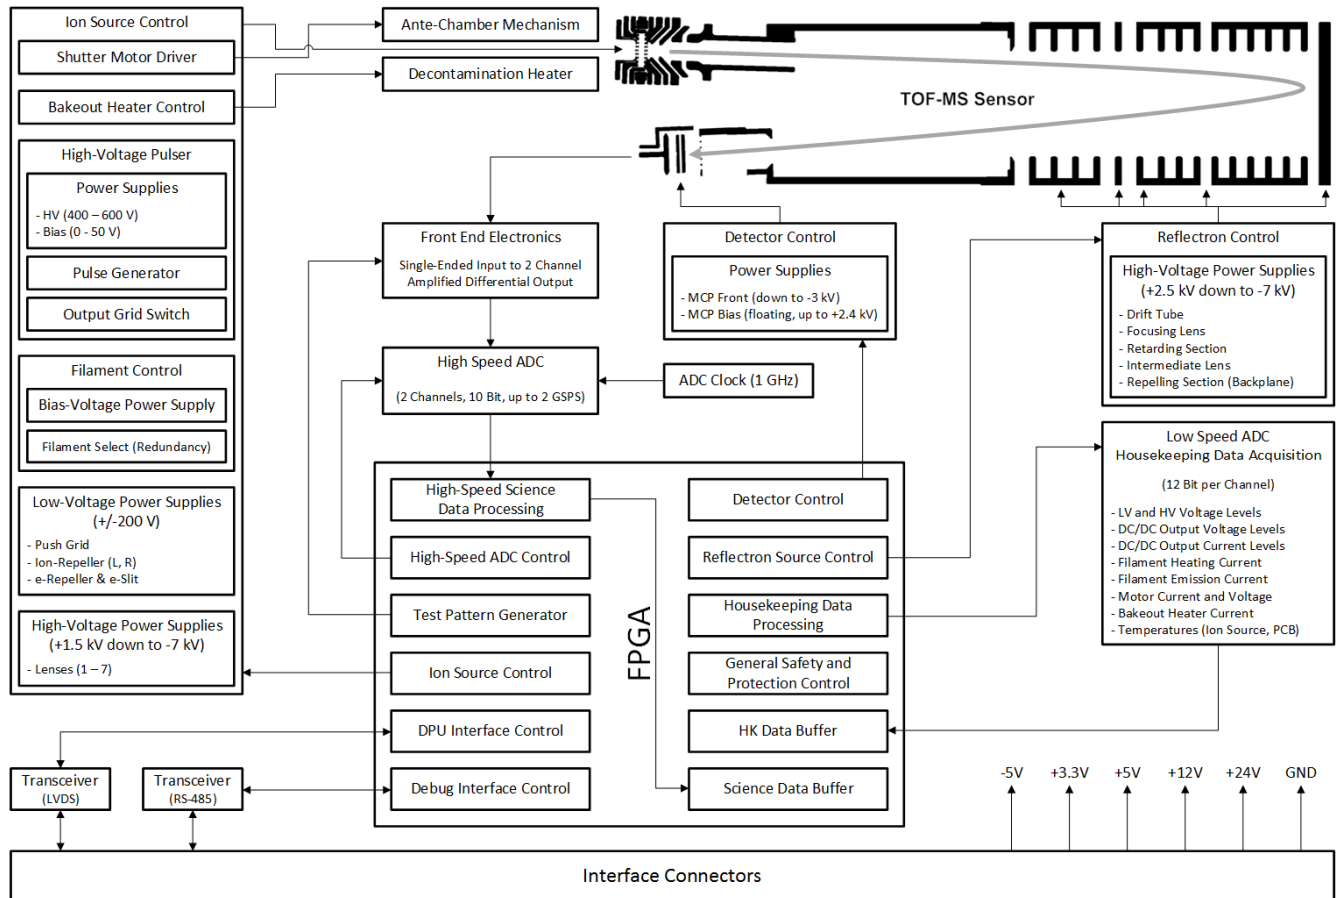 Ion Source Control
Shutter Motor Driver
Bakeout Heater Control
High-Voltage Pulser
Power Supplies
- HV (400 – 600 V)
- Bias (0 - 50 V)
Pulse Generator
Output Grid Switch
Filament Control
Bias-Voltage Power Supply
Filament Select (Redundancy)
Low-Voltage Power Supplies
(+/-200 V)
- Push Grid
- Ion-Repeller (L, R)
- e-Repeller & e-Slit
High-Voltage Power Supplies
(+1.5 kV down to -7 kV)
- Lenses (1 – 7)
Ante-Chamber Mechanism
Decontamination Heater
TOF-MS Sensor
Front End Electronics
Single-Ended Input to 2 Channel
Amplified Differential Output
High Speed ADC
(2 Channels, 10 Bit, up to 2 GSPS)
ADC Clock (1 GHz)
Detector Control
Power Supplies
- MCP Front (down to -3 kV)
- MCP Bias (floating, up to +2.4 kV)
Reflectron Control
High-Voltage Power Supplies
(+2.5 kV down to -7 kV)
- Drift Tube
- Focusing Lens
- Retarding Section
- Intermediate Lens
- Repelling Section (Backplane)
Low Speed ADC
Housekeeping Data Acquisition
(12 Bit per Channel)
- LV and HV Voltage Levels
- DC/DC Output Voltage Levels
- DC/DC Output Current Levels
- Filament Heating Current
- Filament Emission Current
- Motor Current and Voltage
- Bakeout Heater Current
- Temperatures (Ion Source, PCB)
High-Speed Science
Data Processing
High-Speed ADC Control
Test Pattern Generator
Ion Source Control
DPU Interface Control
Debug Interface Control
FPGA
Detector Control
Reflectron Source Control
Housekeeping Data
Processing
General Safety and
Protection Control
HK Data Buffer
Science Data Buffer
Transceiver
(LVDS)
Transceiver
(RS-485)
-5V
+3.3V
+5V
+12V
+24V
GND
Interface Connectors